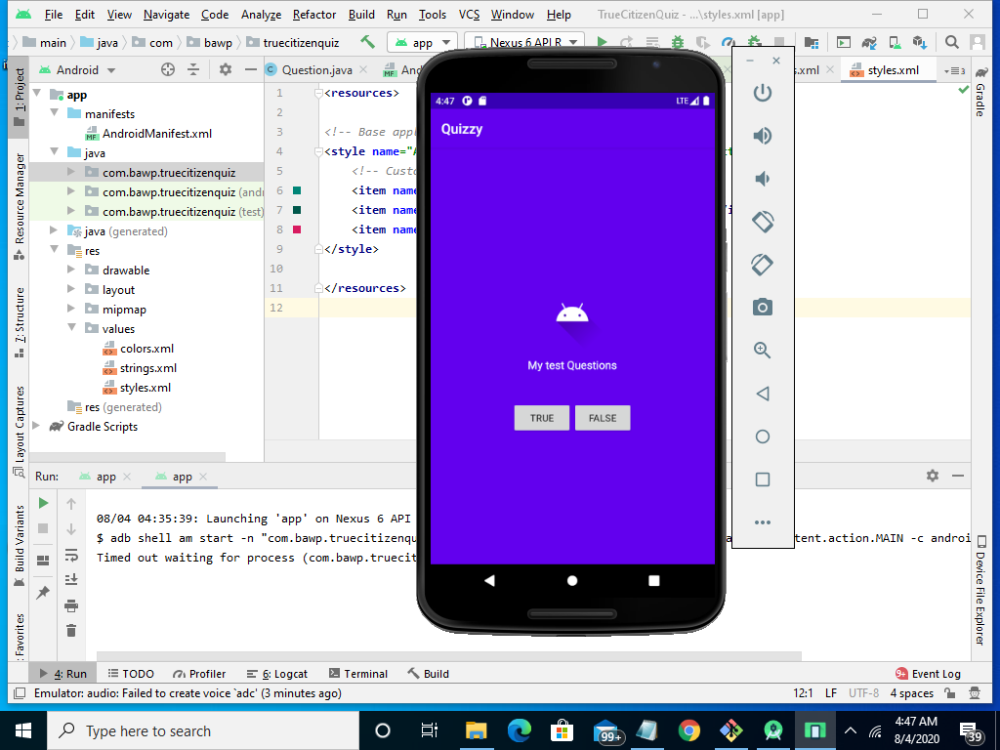 File Edit View Navigate Code Analyze Refactor Build Run Tools VCS Window Help TrueCitizenQuiz - ...\styles.xml [app]
main java com bawp truecitizenquiz app Nexus 6 API R
Android Question.java .xml styles.xml 3
1: Project
Resource Manager
7: Structure
Layout Captures
Build Variants
Favorites
app
manifests
AndroidManifest.xml
java
com.bawp.truecitizenquiz
com.bawp.truecitizenquiz (andr
com.bawp.truecitizenquiz (test)
java (generated)
res
drawable
layout
mipmap
values
colors.xml
strings.xml
styles.xml
res (generated)
Gradle Scripts
1 <resources>
2
3 <!-- Base appl
4 <style name="A
5 <!-- Custo
6 <item name
7 <item name
8 <item name
9 </style>
10
11 </resources>
12
4:47 LTE
Quizzy
My test Questions
TRUE FALSE
Gradle
Device File Explorer
Run: app app
08/04 04:35:39: Launching 'app' on Nexus 6 API
$ adb shell am start -n "com.bawp.truecitizenqu tent.action.MAIN -c androi
Timed out waiting for process (com.bawp.truecit
4: Run TODO Profiler 6: Logcat Terminal Build 9+ Event Log
Emulator: audio: Failed to create voice `adc' (3 minutes ago) 12:1 LF UTF-8 4 spaces
Type here to search 99+ 4:47 AM
8/4/2020 39